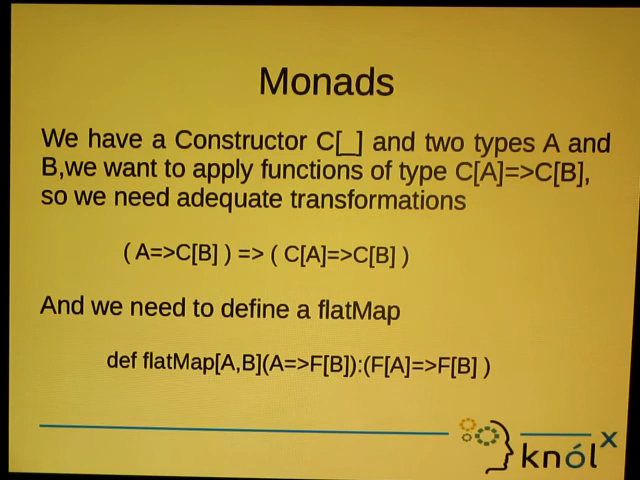 Monads
We have a Constructor C[_] and two types A and
B,we want to apply functions of type C[A]=>C[B],
so we need adequate transformations
( A=>C[B] ) => ( C[A]=>C[B] )
And we need to define a flatMap
def flatMap[A,B](A=>F[B]):(F[A]=>F[B] )
knólx